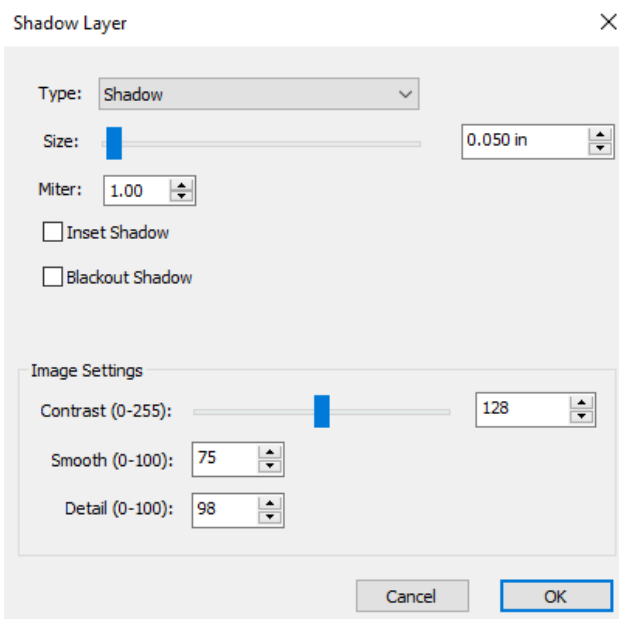 Shadow Layer
Type: Shadow
Size: 0.050 in
Miter: 1.00
Inset Shadow
Blackout Shadow
Image Settings
Contrast (0-255): 128
Smooth (0-100): 75
Detail (0-100): 98
Cancel OK